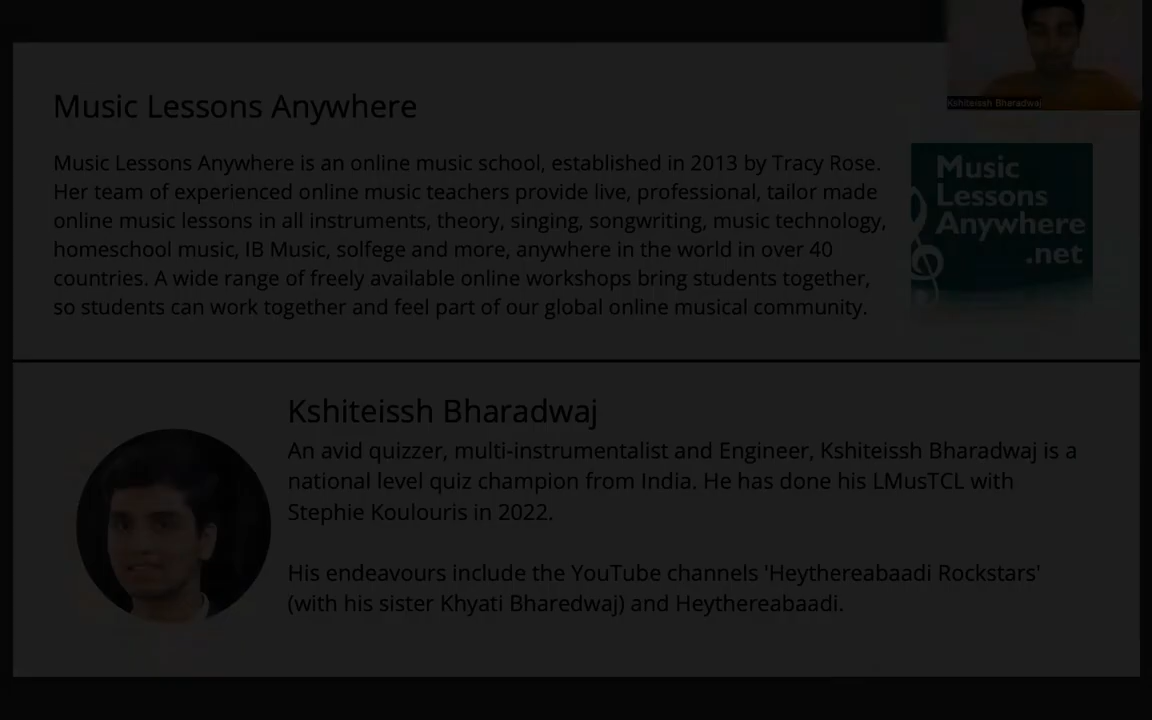 Kshiteissh Bharadwaj
Music Lessons Anywhere
Music Lessons Anywhere is an online music school, established in 2013 by Tracy Rose.
Her team of experienced online music teachers provide live, professional, tailor made
online music lessons in all instruments, theory, singing, songwriting, music technology,
homeschool music, IB Music, solfege and more, anywhere in the world in over 40
countries. A wide range of freely available online workshops bring students together,
so students can work together and feel part of our global online musical community.
Music
Lessons
Anywhere
.net
Kshiteissh Bharadwaj
An avid quizzer, multi-instrumentalist and Engineer, Kshiteissh Bharadwaj is a
national level quiz champion from India. He has done his LMusTCL with
Stephie Koulouris in 2022.
His endeavours include the YouTube channels 'Heythereabaadi Rockstars'
(with his sister Khyati Bharedwaj) and Heythereabaadi.